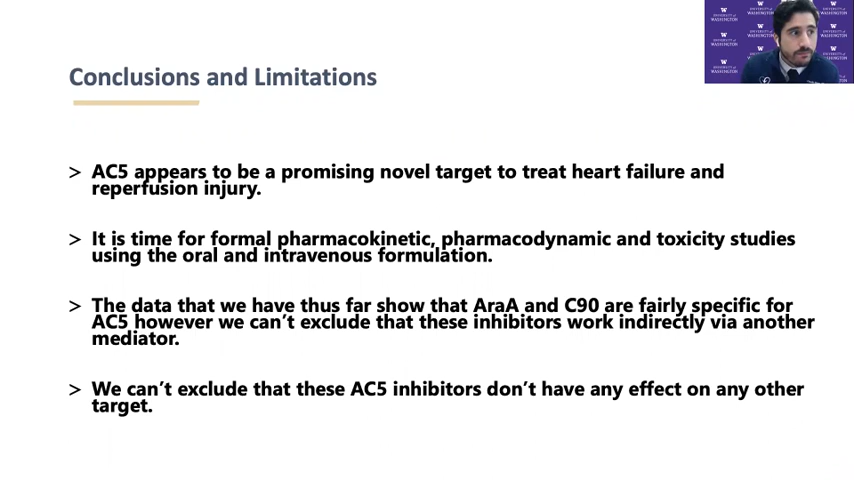 UNIVERSITY of
WASHINGTON
Conclusions and Limitations
> AC5 appears to be a promising novel target to treat heart failure and
reperfusion injury.
> It is time for formal pharmacokinetic, pharmacodynamic and toxicity studies
using the oral and intravenous formulation.
> The data that we have thus far show that AraA and C90 are fairly specific for
AC5 however we can't exclude that these inhibitors work indirectly via another
mediator.
> We can't exclude that these AC5 inhibitors don't have any effect on any other
target.